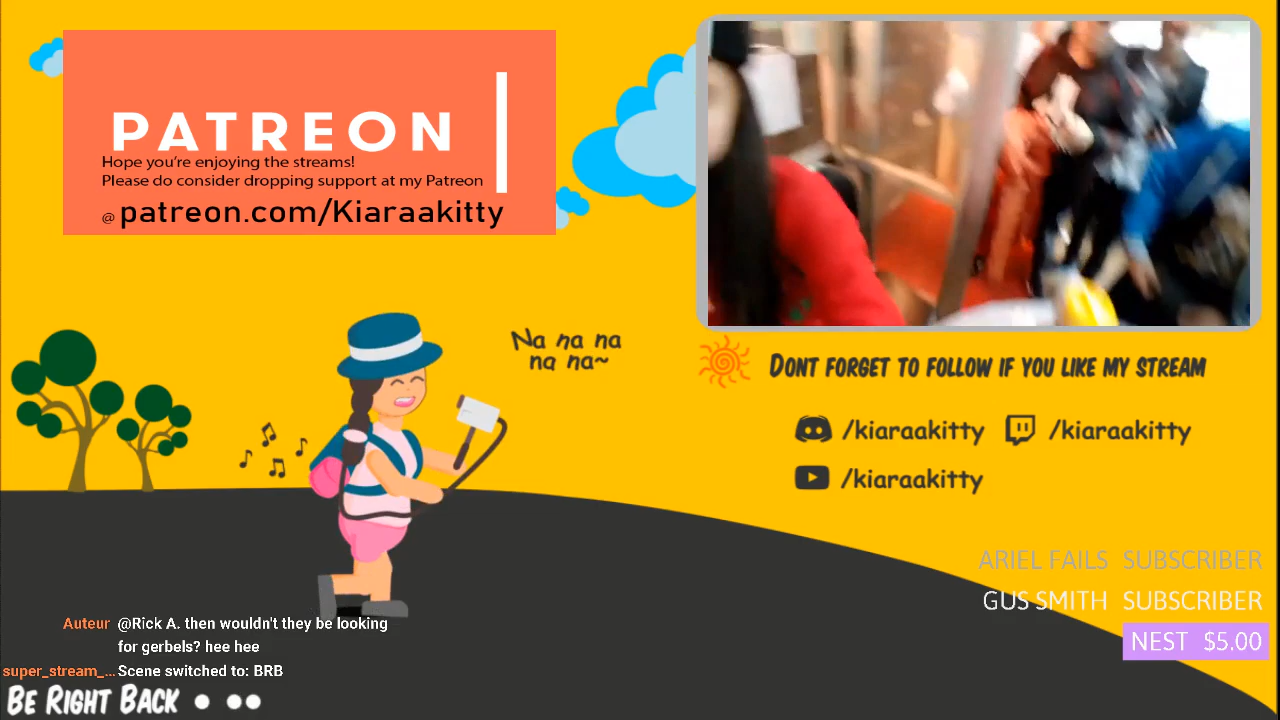 PATREON
Hope you're enjoying the streams!
Please do consider dropping support at my Patreon
@ patreon.com/Kiaraakitty
Na na na
na na~
DONT FORGET TO FOLLOW IF YOU LIKE MY STREAM
/kiaraakitty /kiaraakitty
/kiaraakitty
ARIEL FAILS SUBSCRIBER
GUS SMITH SUBSCRIBER
NEST $5.00
Auteur @Rick A. then wouldn't they be looking
for gerbels? hee hee
super_stream_... Scene switched to: BRB
BE RIGHT BACK